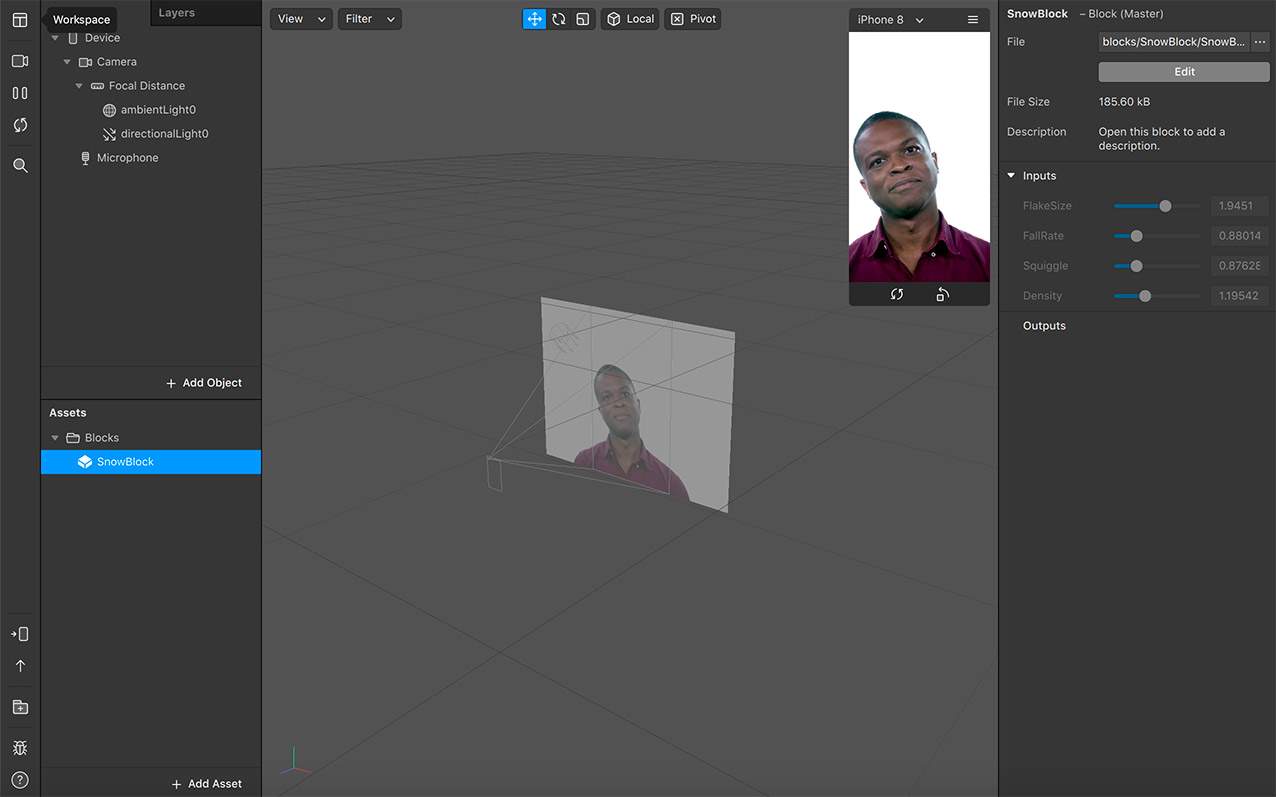 Workspace
Layers
Device
Camera
Focal Distance
ambientLight0
directionalLight0
Microphone
+ Add Object
Assets
Blocks
SnowBlock
+ Add Asset
View
Filter
Local
Pivot
iPhone 8
SnowBlock – Block (Master)
File blocks/SnowBlock/SnowB... ...
Edit
File Size 185.60 kB
Description Open this block to add a
description.
Inputs
FlakeSize 1.9451
FallRate 0.88014
Squiggle 0.87628
Density 1.19542
Outputs
?